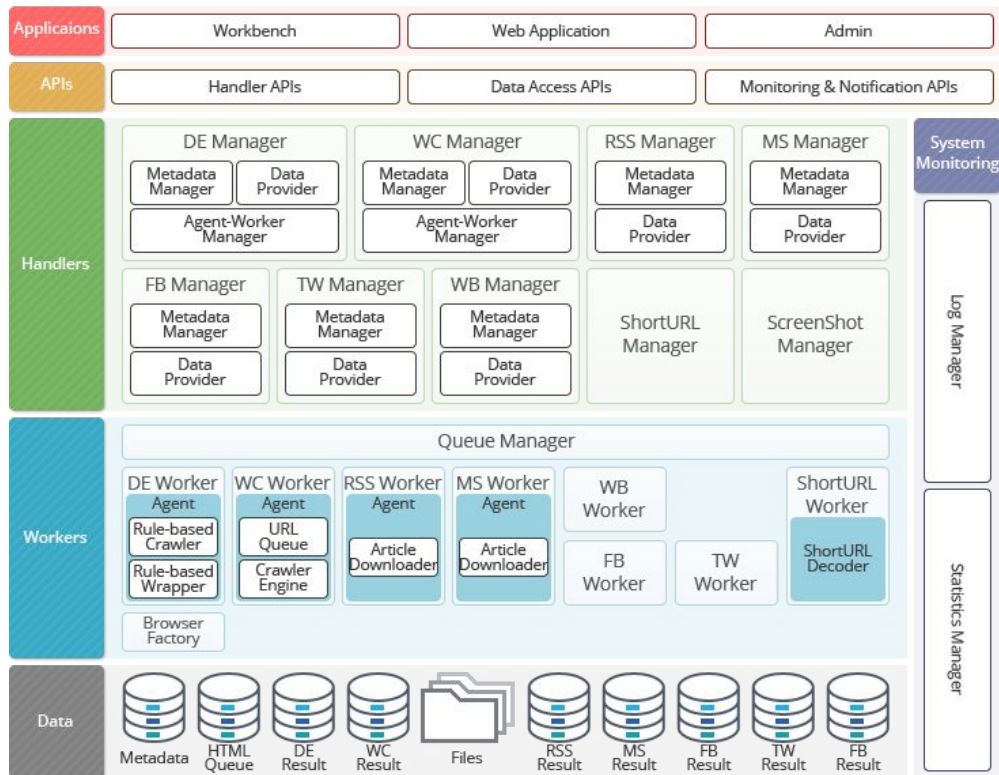 Applicaions
Workbench
Web Application
Admin
APIs
Handler APIs
Data Access APIs
Monitoring & Notification APIs
Handlers
DE Manager
Metadata
Manager
Data
Provider
Agent-Worker
Manager
WC Manager
Metadata
Manager
Data
Provider
Agent-Worker
Manager
RSS Manager
Metadata
Manager
Data
Provider
MS Manager
Metadata
Manager
Data
Provider
FB Manager
Metadata
Manager
Data
Provider
TW Manager
Metadata
Manager
Data
Provider
WB Manager
Metadata
Manager
Data
Provider
ShortURL
Manager
ScreenShot
Manager
System
Monitoring
Log Manager
Statistics Manager
Workers
Queue Manager
DE Worker
Agent
Rule-based
Crawler
Rule-based
Wrapper
WC Worker
Agent
URL
Queue
Crawler
Engine
RSS Worker
Agent
Article
Downloader
MS Worker
Agent
Article
Downloader
WB
Worker
FB
Worker
TW
Worker
ShortURL
Worker
ShortURL
Decoder
Browser
Factory
Data
Metadata
HTML
Queue
DE
Result
WC
Result
Files
RSS
Result
MS
Result
FB
Result
TW
Result
FB
Result